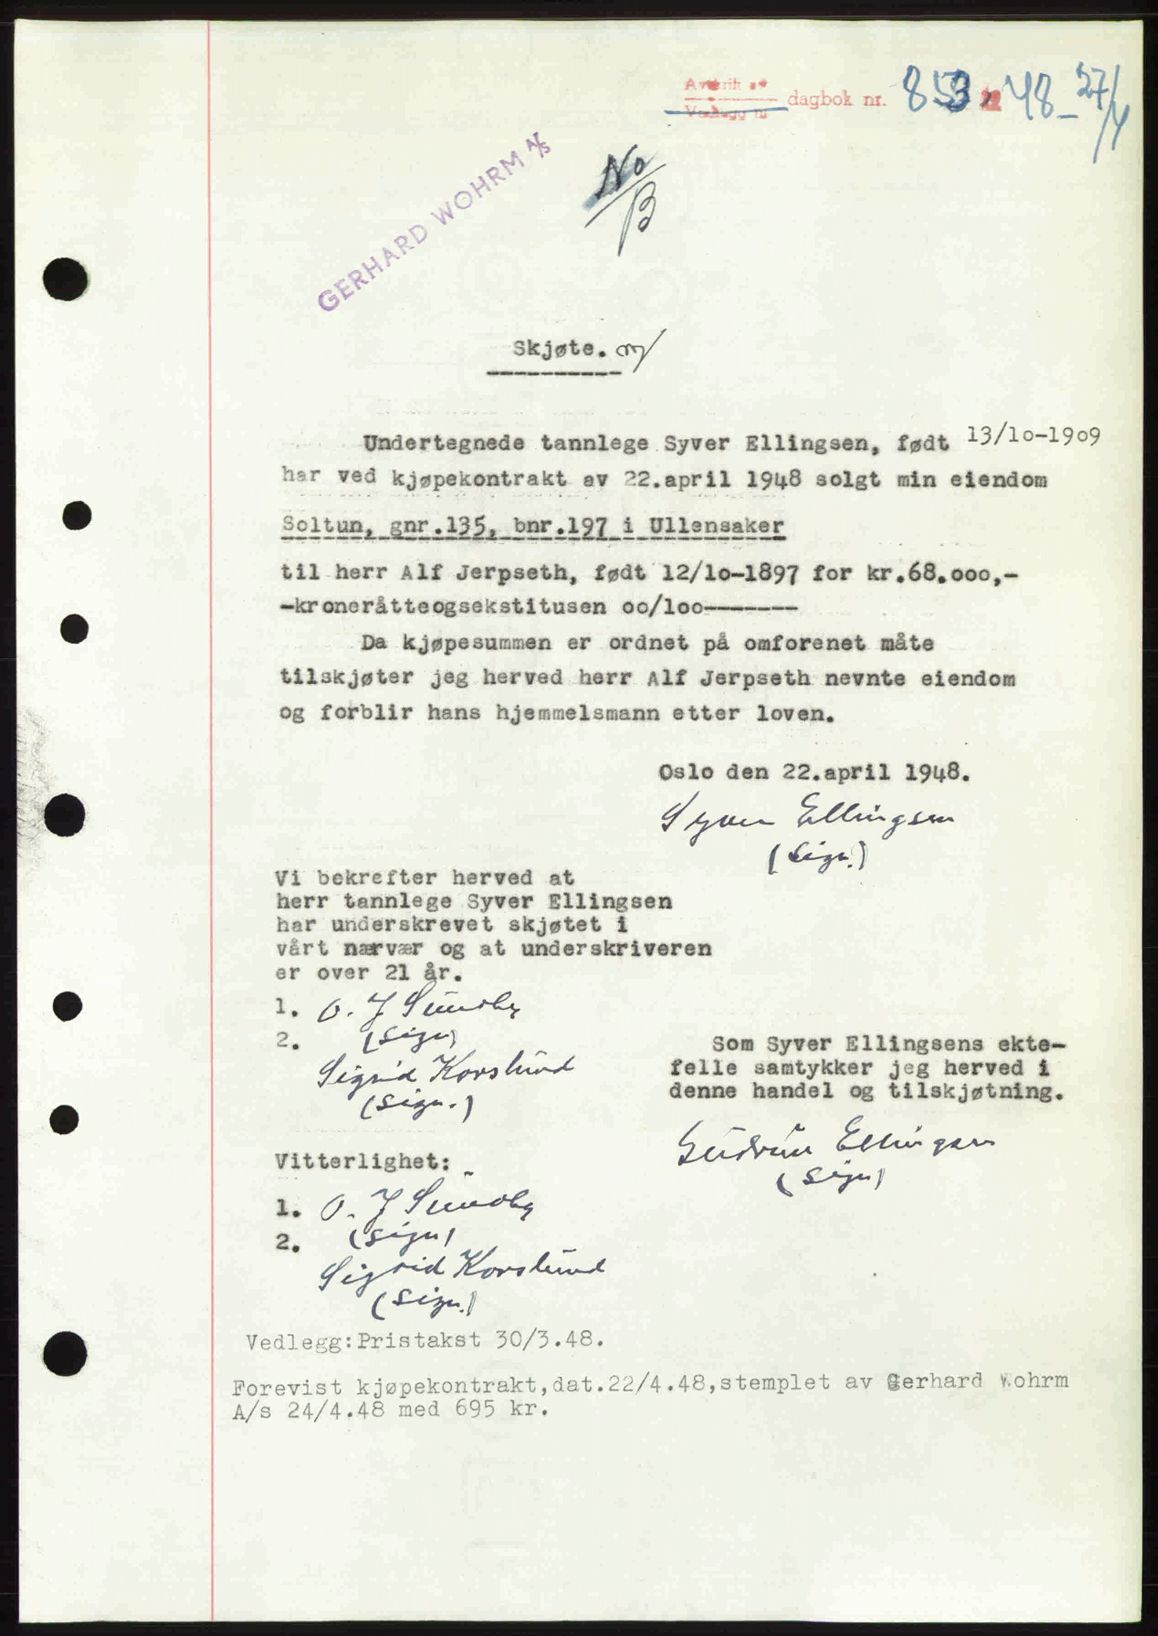 Avskrift av dagbok nr. 853 48 - 27/4
Vedlegg nr
GERHARD WOHRM A/S
No/B
Skjøte.
Undertegnede tannlege Syver Ellingsen, født 13/10-1909
har ved kjøpekontrakt av 22.april 1948 solgt min eiendom
Soltun, gnr.135, bnr.197 i Ullensaker
til herr Alf Jerpseth, født 12/10-1897 for kr.68.000,-
-kroneråtteogsekstitusen 00/100-------
Da kjøpesummen er ordnet på omforenet måte
tilskjøter jeg herved herr Alf Jerpseth nevnte eiendom
og forblir hans hjemmelsmann etter loven.
Oslo den 22.april 1948.
Syver Ellingsen
(sign.)
Vi bekrefter herved at
herr tannlege Syver Ellingsen
har underskrevet skjøtet i
vårt nærvær og at underskriveren
er over 21 år.
1. O. J Sundby
2. (sign)
Sigrid Korslund
(sign.)
Som Syver Ellingsens ekte-
felle samtykker jeg herved i
denne handel og tilskjøtning.
Gudrun Ellingsen
(sign)
Vitterlighet:
1. O. J Sundby
2. (sign)
Sigrid Korslund
(sign.)
Vedlegg:Pristakst 30/3.48.
Forevist kjøpekontrakt,dat.22/4.48,stemplet av Gerhard Wohrm
A/s 24/4.48 med 695 kr.